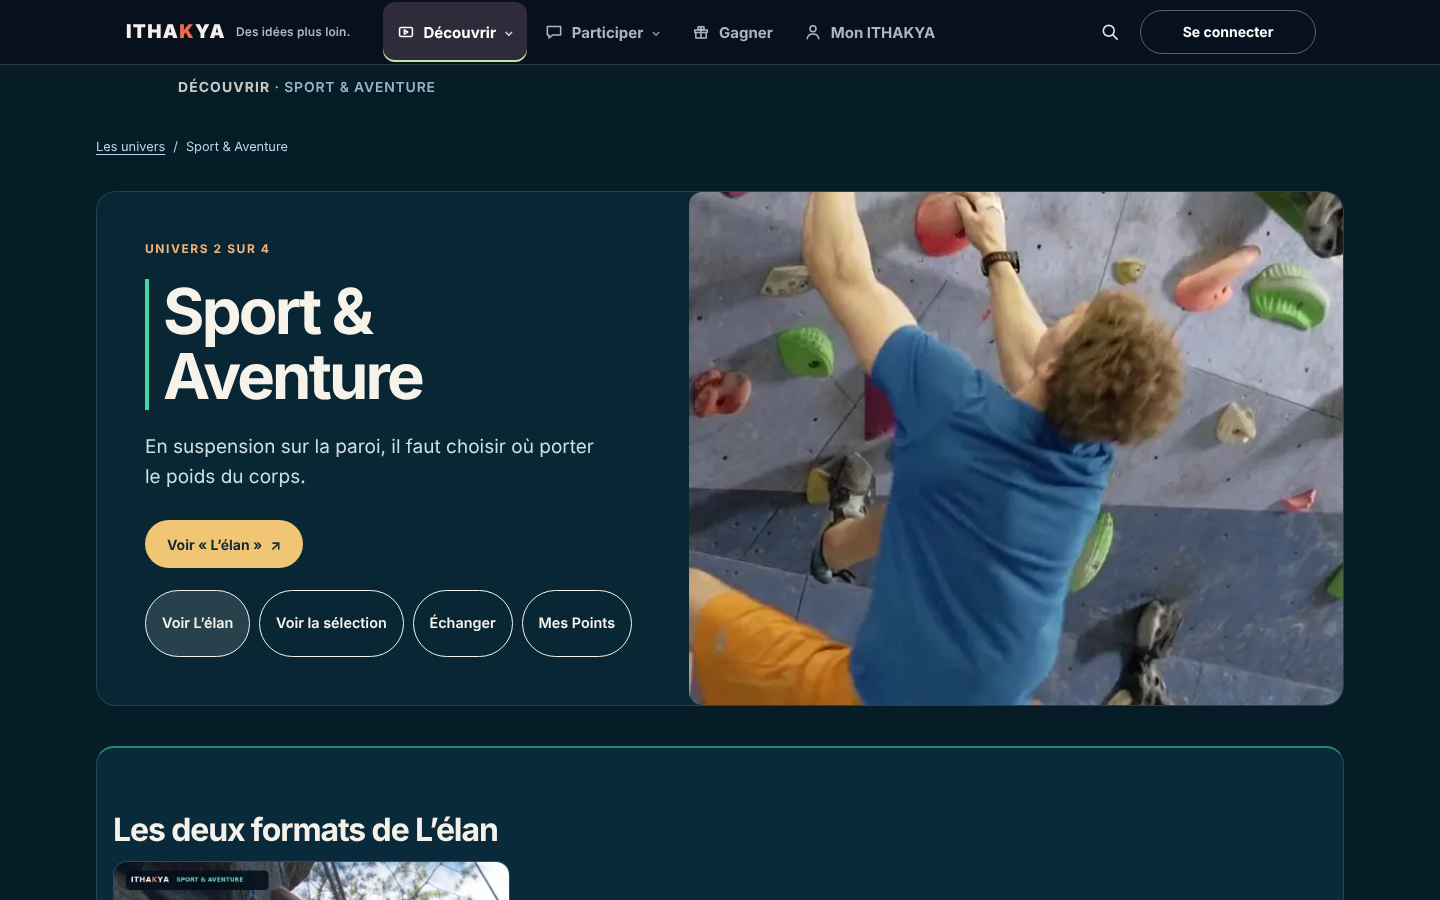 ITHAKYA Des idées plus loin. Découvrir Participer Gagner Mon ITHAKYA Se connecter
DÉCOUVRIR · SPORT & AVENTURE
Les univers / Sport & Aventure
UNIVERS 2 SUR 4
Sport &
Aventure
En suspension sur la paroi, il faut choisir où porter
le poids du corps.
Voir « L’élan »
Voir L’élan Voir la sélection Échanger Mes Points
Les deux formats de L’élan
ITHAKYA SPORT & AVENTURE